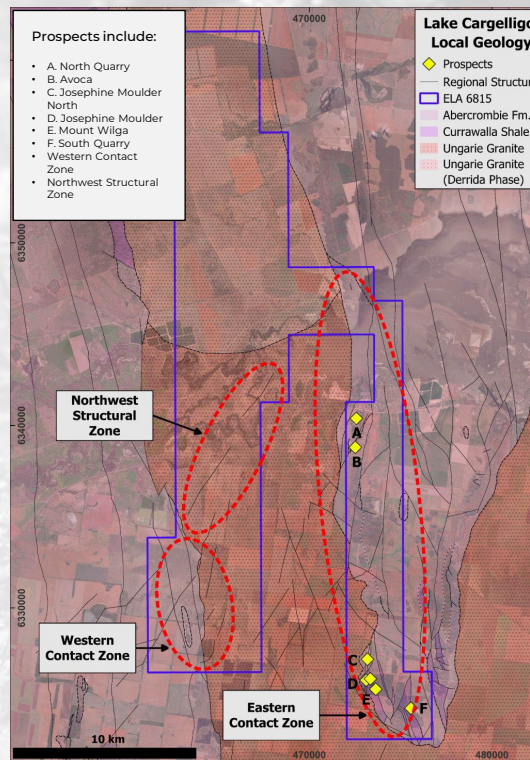 470000
Prospects include:
• A. North Quarry
• B. Avoca
• C. Josephine Moulder
North
• D. Josephine Moulder
• E. Mount Wilga
• F. South Quarry
• Western Contact
Zone
• Northwest Structural
Zone
Lake Cargelligo
Local Geology
Prospects
Regional Structur
ELA 6815
Abercrombie Fm.
Currawalla Shale
Ungarie Granite
Ungarie Granite
(Derrida Phase)
6350000
6340000
6330000
Northwest
Structural
Zone
A
B
Western
Contact Zone
C
D
E
F
Eastern
Contact Zone
10 km
470000
480000